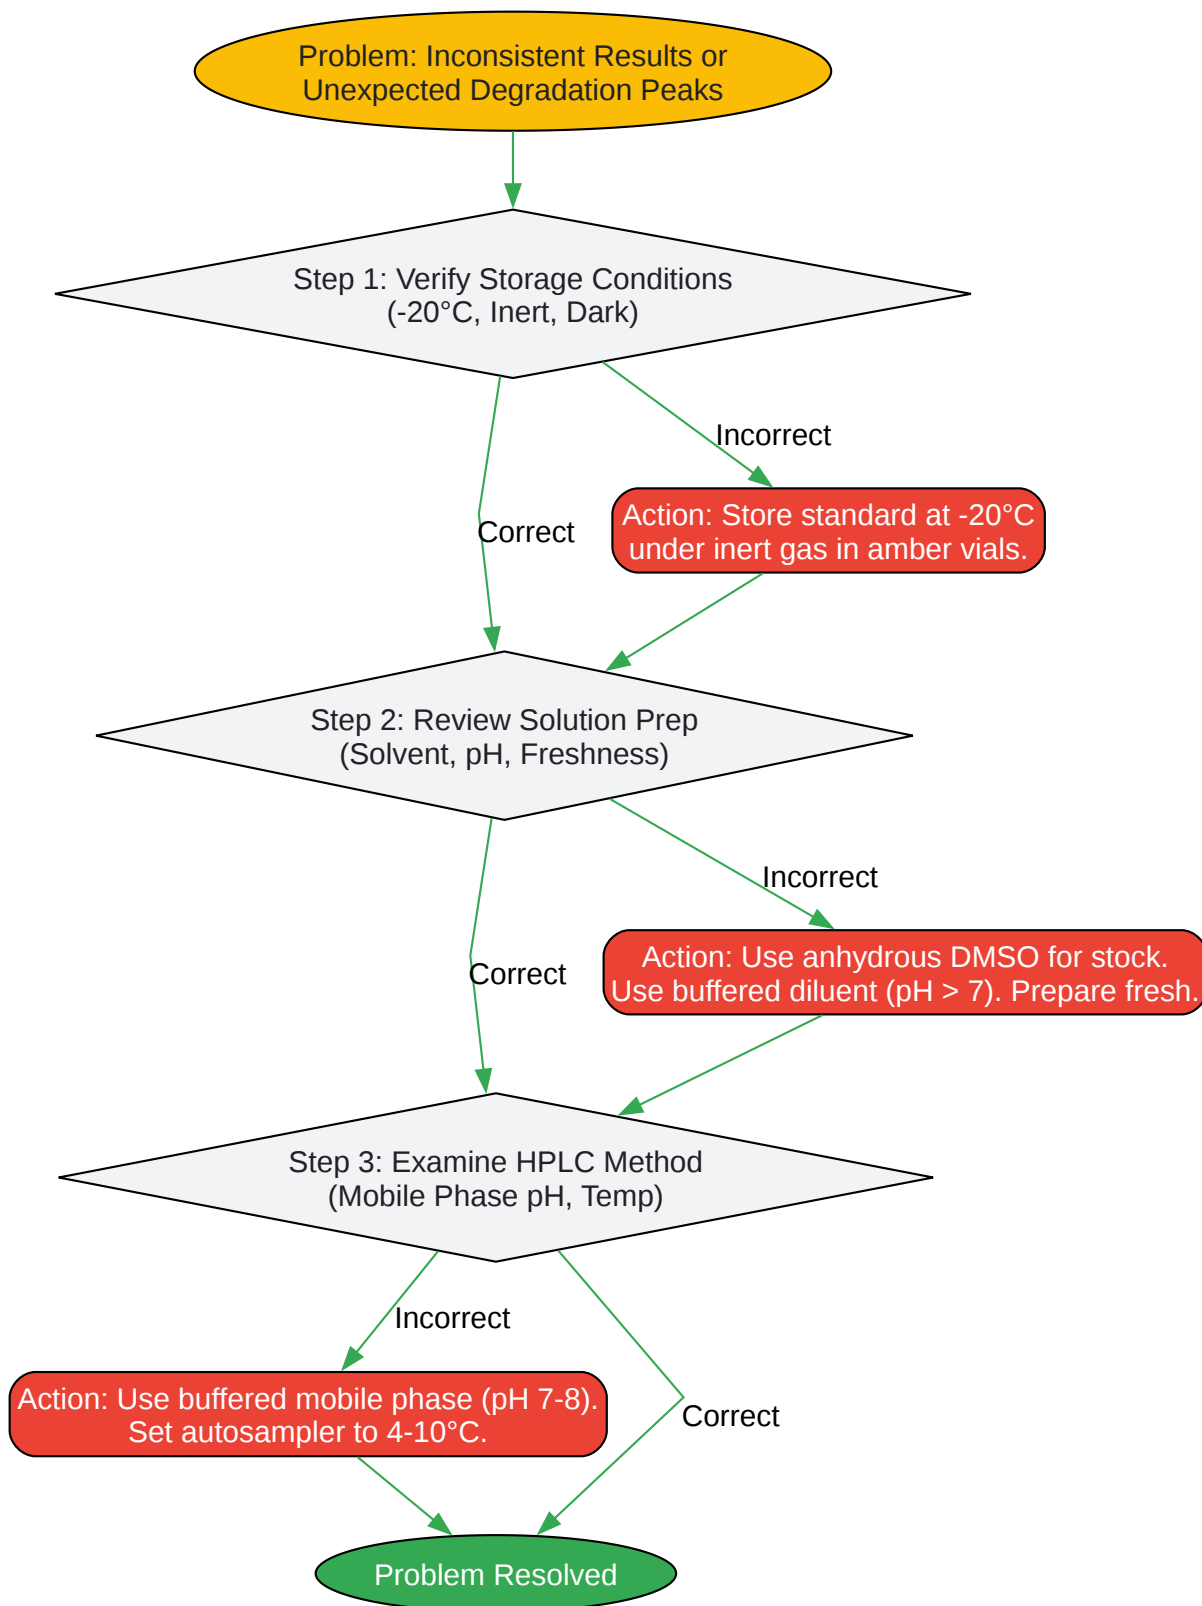 Problem: Inconsistent Results or
Unexpected Degradation Peaks
Step 1: Verify Storage Conditions
(-20°C, Inert, Dark)
Incorrect
Action: Store standard at -20°C
under inert gas in amber vials.
Correct
Step 2: Review Solution Prep
(Solvent, pH, Freshness)
Incorrect
Action: Use anhydrous DMSO for stock.
Use buffered diluent (pH > 7). Prepare fresh.
Correct
Step 3: Examine HPLC Method
(Mobile Phase pH, Temp)
Incorrect
Action: Use buffered mobile phase (pH 7-8).
Set autosampler to 4-10°C.
Correct
Problem Resolved